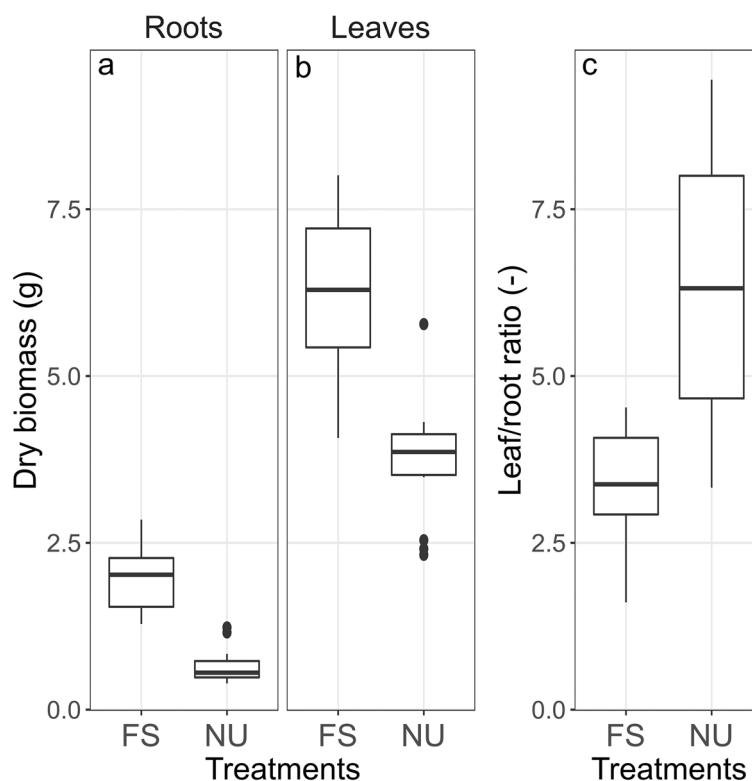 Roots
Leaves
a
b
c
Dry biomass (g)
7.5
5.0
2.5
0.0
FS
NU
FS
NU
Treatments
Leaf/root ratio (-)
7.5
5.0
2.5
0.0
FS
NU
Treatments